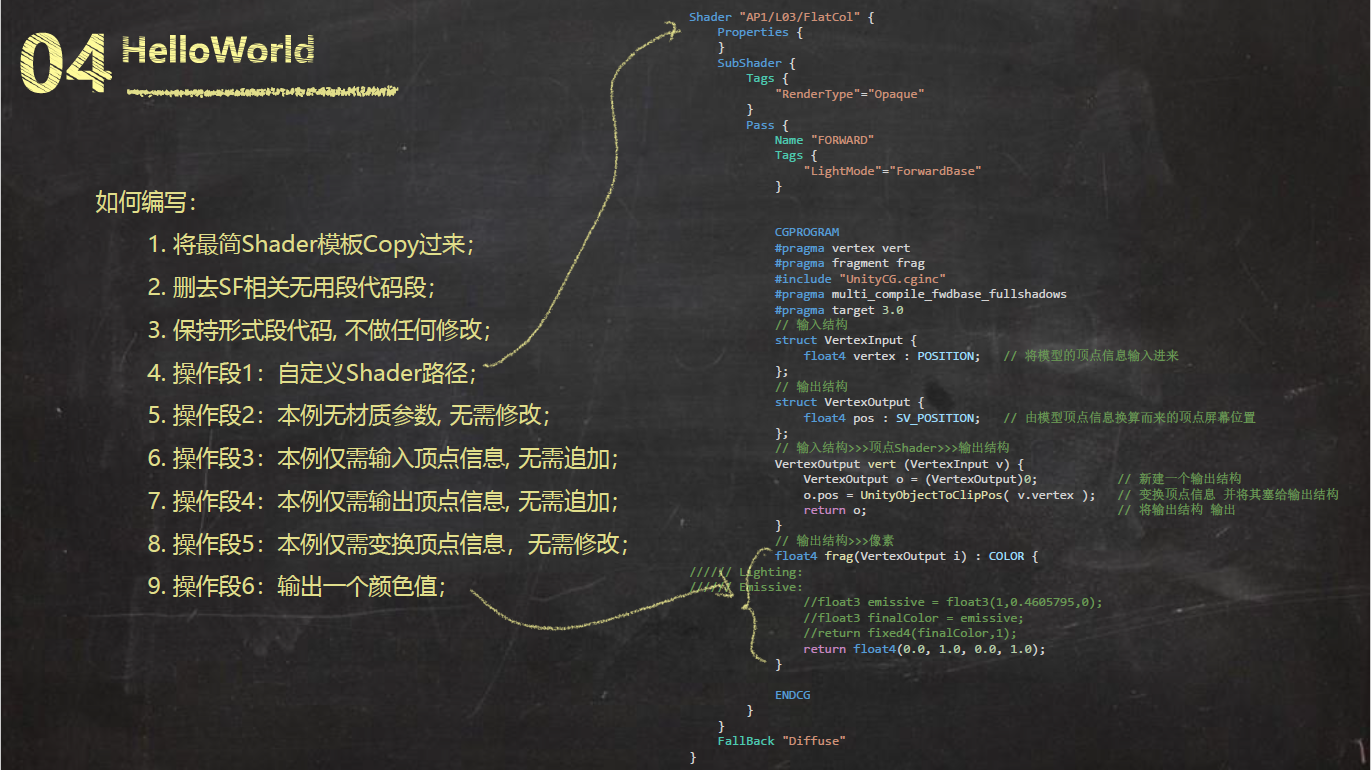 04 HelloWorld
如何编写：
1. 将最简Shader模板Copy过来；
2. 删去SF相关无用段代码段；
3. 保持形式段代码, 不做任何修改；
4. 操作段1：自定义Shader路径；
5. 操作段2：本例无材质参数, 无需修改；
6. 操作段3：本例仅需输入顶点信息, 无需追加；
7. 操作段4：本例仅需输出顶点信息, 无需追加；
8. 操作段5：本例仅需变换顶点信息，无需修改；
9. 操作段6：输出一个颜色值；
Shader "AP1/L03/FlatCol" {
Properties {
}
SubShader {
Tags {
"RenderType"="Opaque"
}
Pass {
Name "FORWARD"
Tags {
"LightMode"="ForwardBase"
}
CGPROGRAM
#pragma vertex vert
#pragma fragment frag
#include "UnityCG.cginc"
#pragma multi_compile_fwdbase_fullshadows
#pragma target 3.0
// 输入结构
struct VertexInput {
float4 vertex : POSITION; // 将模型的顶点信息输入进来
};
// 输出结构
struct VertexOutput {
float4 pos : SV_POSITION; // 由模型顶点信息换算而来的顶点屏幕位置
};
// 输入结构>>>顶点Shader>>>输出结构
VertexOutput vert (VertexInput v) {
VertexOutput o = (VertexOutput)0; // 新建一个输出结构
o.pos = UnityObjectToClipPos( v.vertex ); // 变换顶点信息 并将其塞给输出结构
return o; // 将输出结构 输出
}
// 输出结构>>>像素
float4 frag(VertexOutput i) : COLOR {
////// Lighting:
////// Emissive:
//float3 emissive = float3(1,0.4605795,0);
//float3 finalColor = emissive;
//return fixed4(finalColor,1);
return float4(0.0, 1.0, 0.0, 1.0);
}
ENDCG
}
}
FallBack "Diffuse"
}